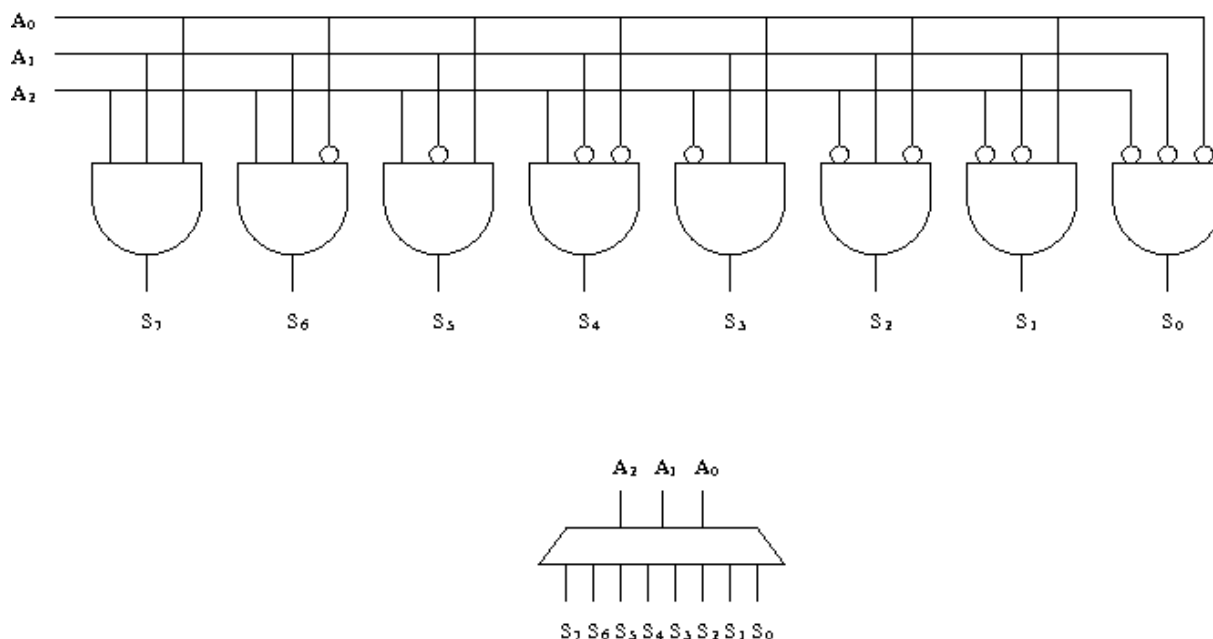 A₀
A₁
A₂
S₇ S₆ S₅ S₄ S₃ S₂ S₁ S₀
A₂ A₁ A₀
S₇ S₆ S₅ S₄ S₃ S₂ S₁ S₀